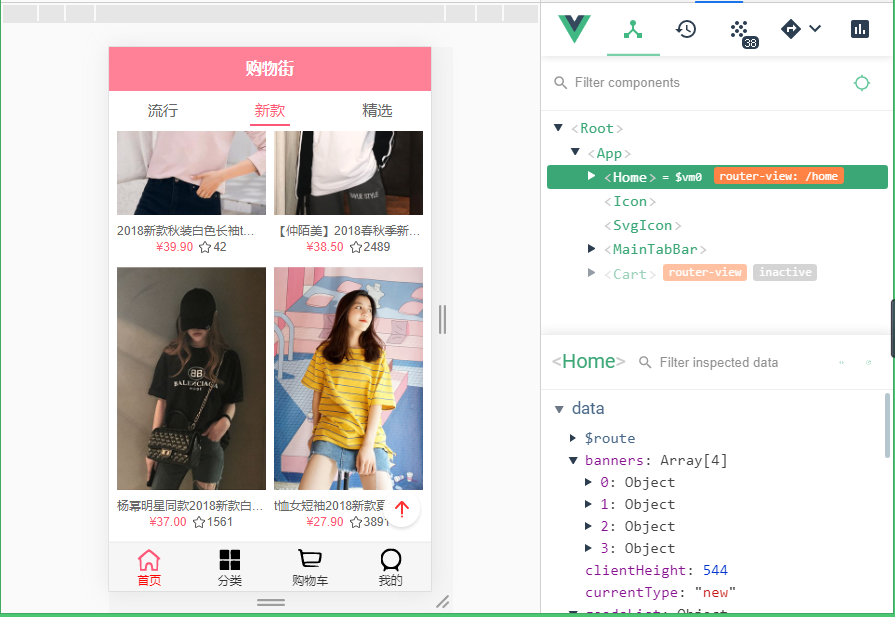 购物街
流行
新款
精选
HAVE STYLE
2018新款秋装白色长袖t...
¥39.90 42
【仲陌美】2018春秋季新...
¥38.50 2489
BB
BALENCIAGA
杨幂明星同款2018新款白...
¥37.00 1561
t恤女短袖2018新款夏
¥27.90 3891
首页
分类
购物车
我的
38
Filter components
<Root>
<App>
<Home> = $vm0 router-view: /home
<Icon>
<SvgIcon>
<MainTabBar>
<Cart> router-view inactive
<Home> Filter inspected data
data
$route
banners: Array[4]
0: Object
1: Object
2: Object
3: Object
clientHeight: 544
currentType: "new"
goodsList: Object